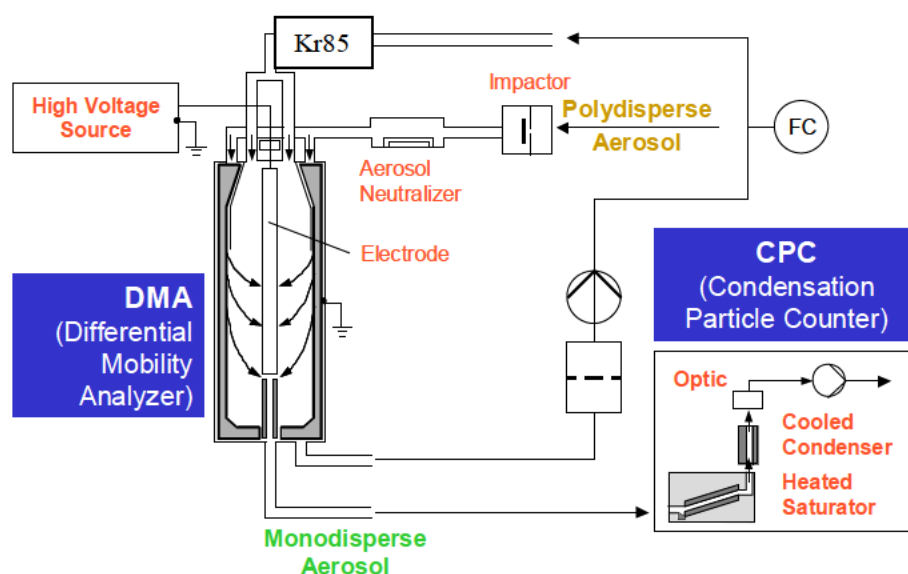 Kr85
High Voltage
Source
Impactor
Polydisperse
Aerosol
FC
Aerosol
Neutralizer
Electrode
DMA
(Differential
Mobility
Analyzer)
CPC
(Condensation
Particle Counter)
Optic
Cooled
Condenser
Heated
Saturator
Monodisperse
Aerosol